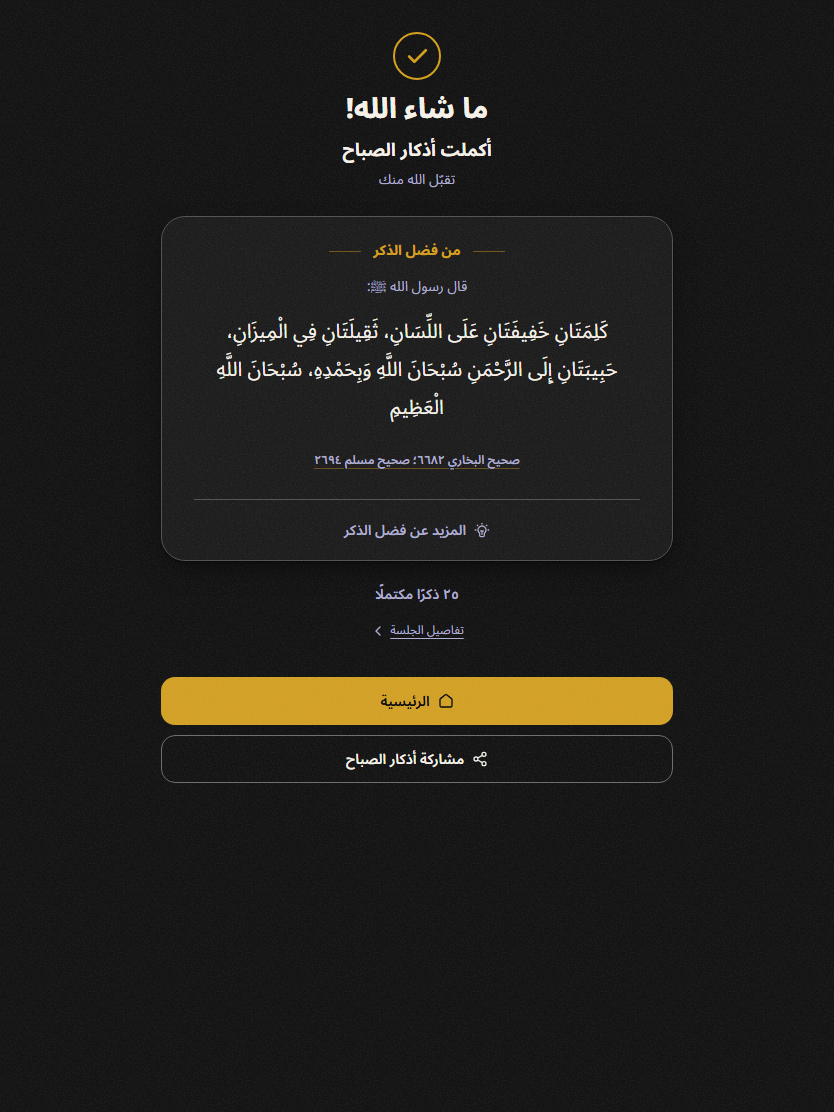 ما شاء الله!
أكملت أذكار الصباح
تقبّل الله منك
من فضل الذكر
قال رسول الله ﷺ:
كَلِمَتَانِ خَفِيفَتَانِ عَلَى اللِّسَانِ، ثَقِيلَتَانِ فِي الْمِيزَانِ،
حَبِيبَتَانِ إِلَى الرَّحْمَنِ سُبْحَانَ اللَّهِ وَبِحَمْدِهِ، سُبْحَانَ اللَّهِ
الْعَظِيمِ
صحيح البخاري ٦٦٨٢؛ صحيح مسلم ٢٦٩٤
المزيد عن فضل الذكر
٢٥ ذكرًا مكتملًا
تفاصيل الجلسة
الرئيسية
مشاركة أذكار الصباح